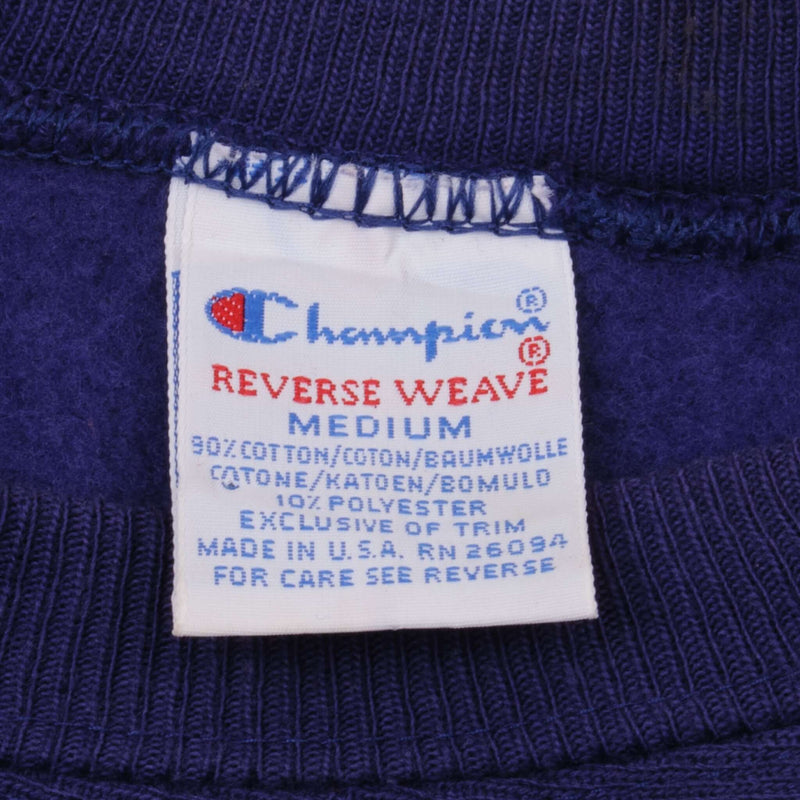 Champion®
REVERSE WEAVE®
MEDIUM
90% COTTON/COTON/BAUMWOLLE
COTONE/KATOEN/BOMULD
10% POLYESTER
EXCLUSIVE OF TRIM
MADE IN U.S.A. RN 26094
FOR CARE SEE REVERSE